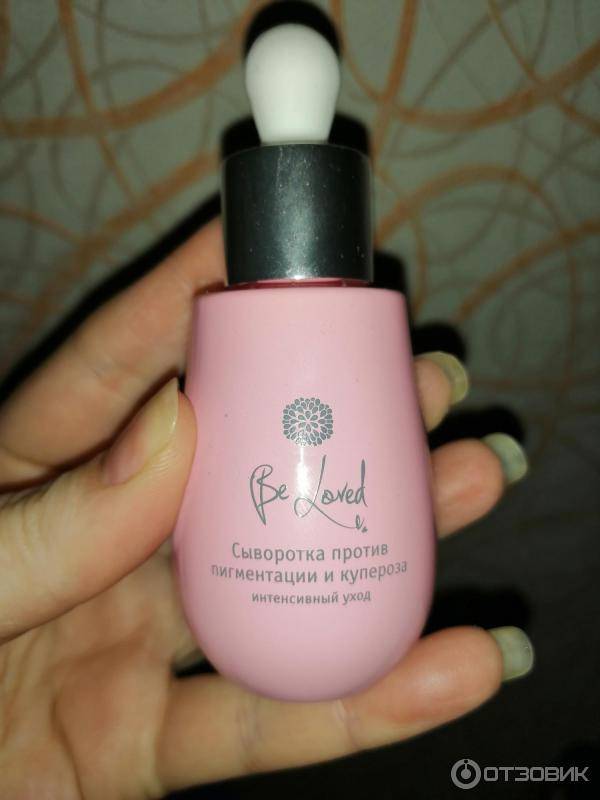 Be Loved
Сыворотка против
пигментации и купероза
интенсивный уход
ОТЗОВИК